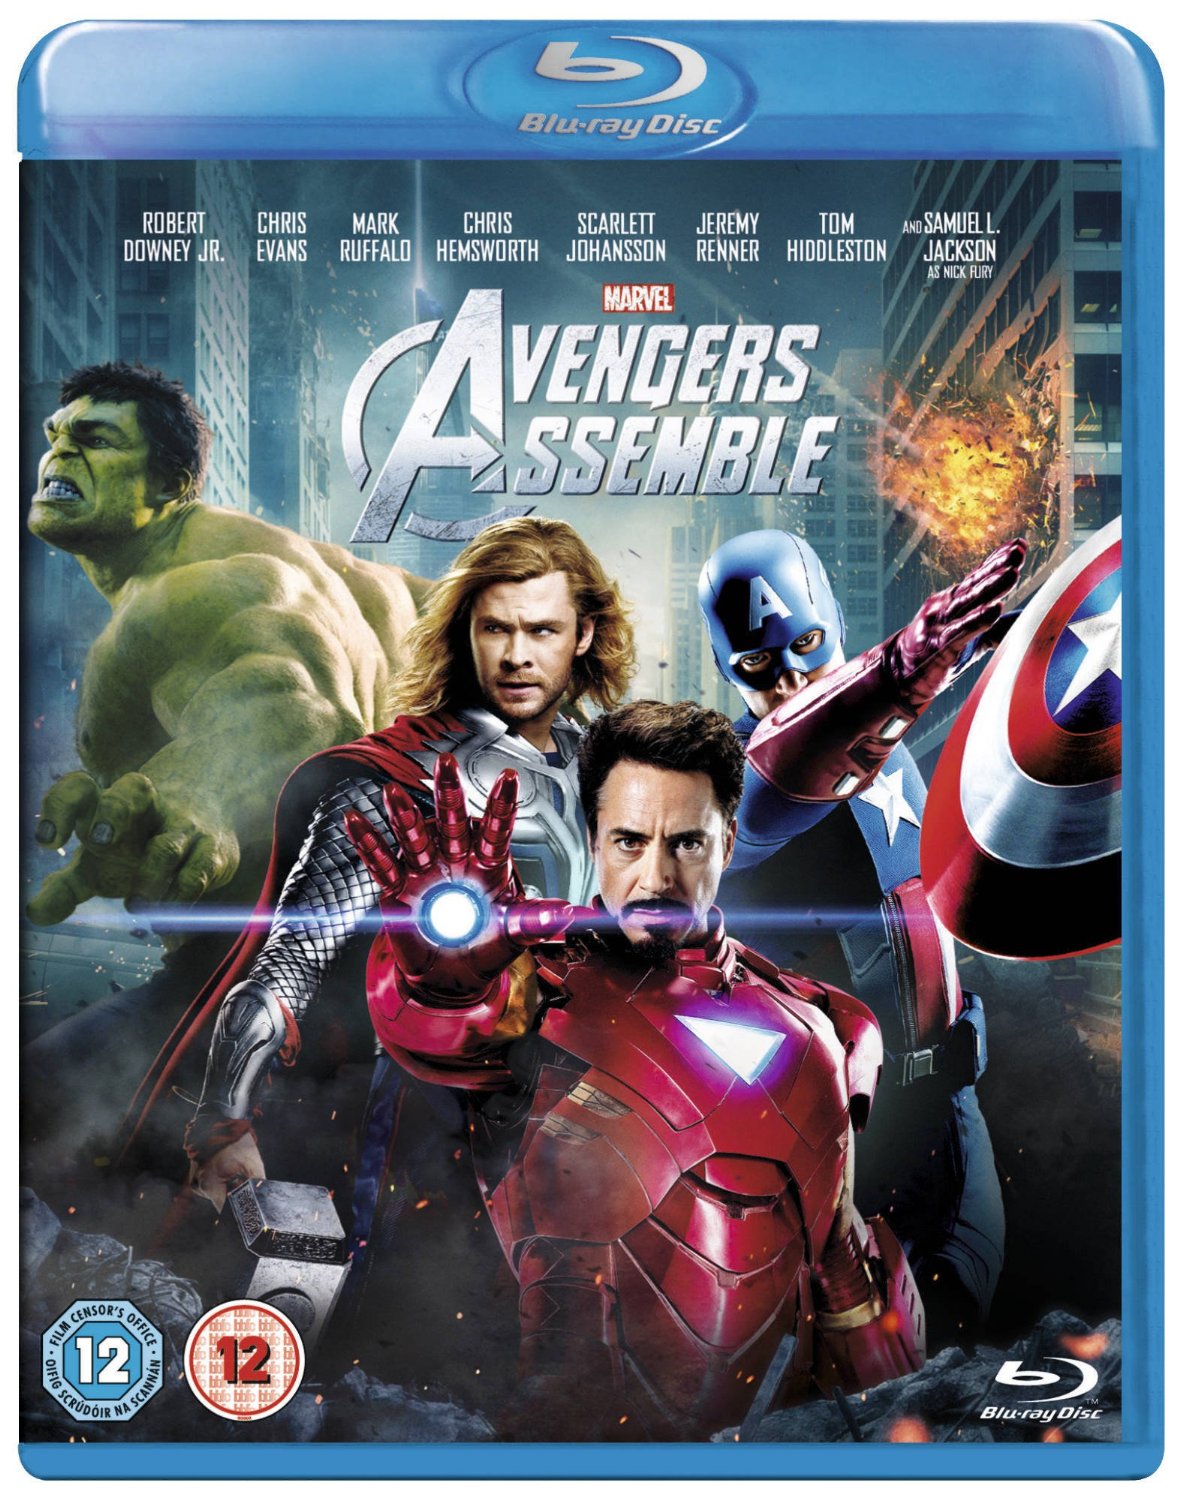 Blu-ray Disc
ROBERT DOWNEY JR.
CHRIS EVANS
MARK RUFFALO
CHRIS HEMSWORTH
SCARLETT JOHANSSON
JEREMY RENNER
TOM HIDDLESTON
AND SAMUEL L. JACKSON
AS NICK FURY
MARVEL
AVENGERS
ASSEMBLE
A
· FILM CENSOR'S OFFICE ·
12
OIFIG SCRÚDÓIR NA SCANNÁN
bbfc
12
Blu-ray Disc
TM